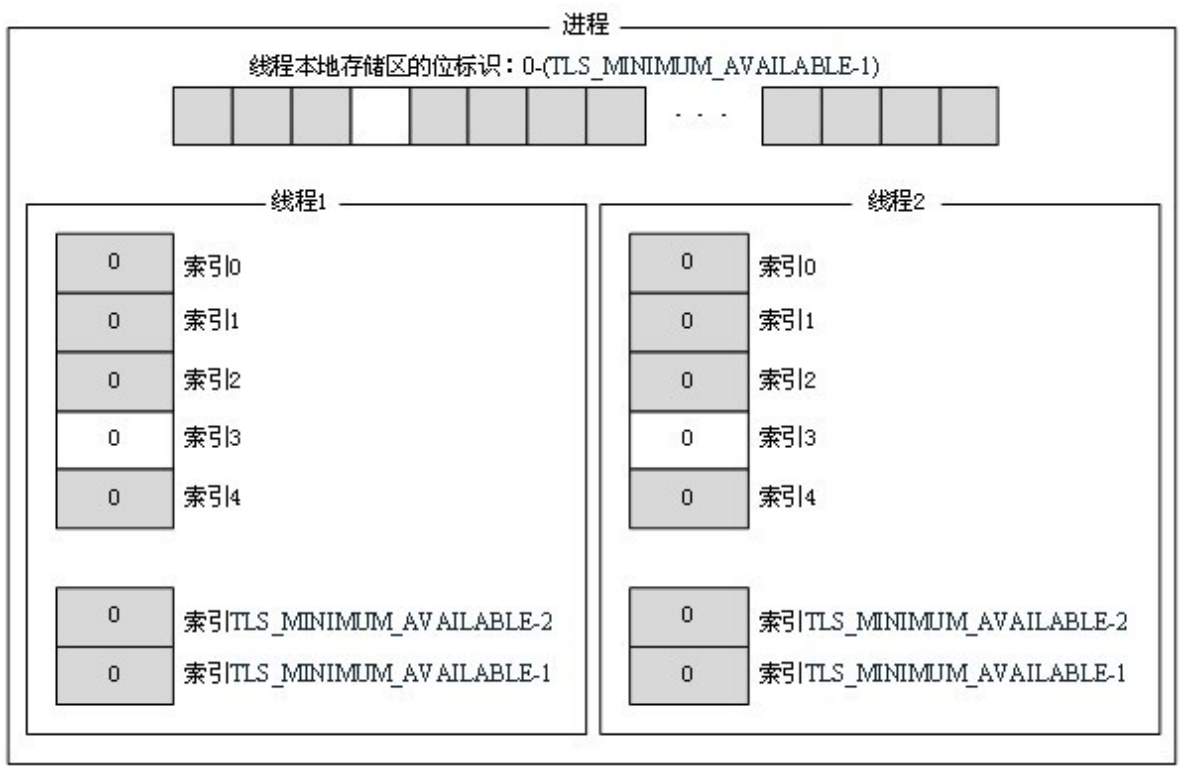 进程
线程本地存储区的位标识：0-(TLS_MINIMUM_AVAILABLE-1)
. . .
线程1
0 索引0
0 索引1
0 索引2
0 索引3
0 索引4
0 索引TLS_MINIMUM_AVAILABLE-2
0 索引TLS_MINIMUM_AVAILABLE-1
线程2
0 索引0
0 索引1
0 索引2
0 索引3
0 索引4
0 索引TLS_MINIMUM_AVAILABLE-2
0 索引TLS_MINIMUM_AVAILABLE-1